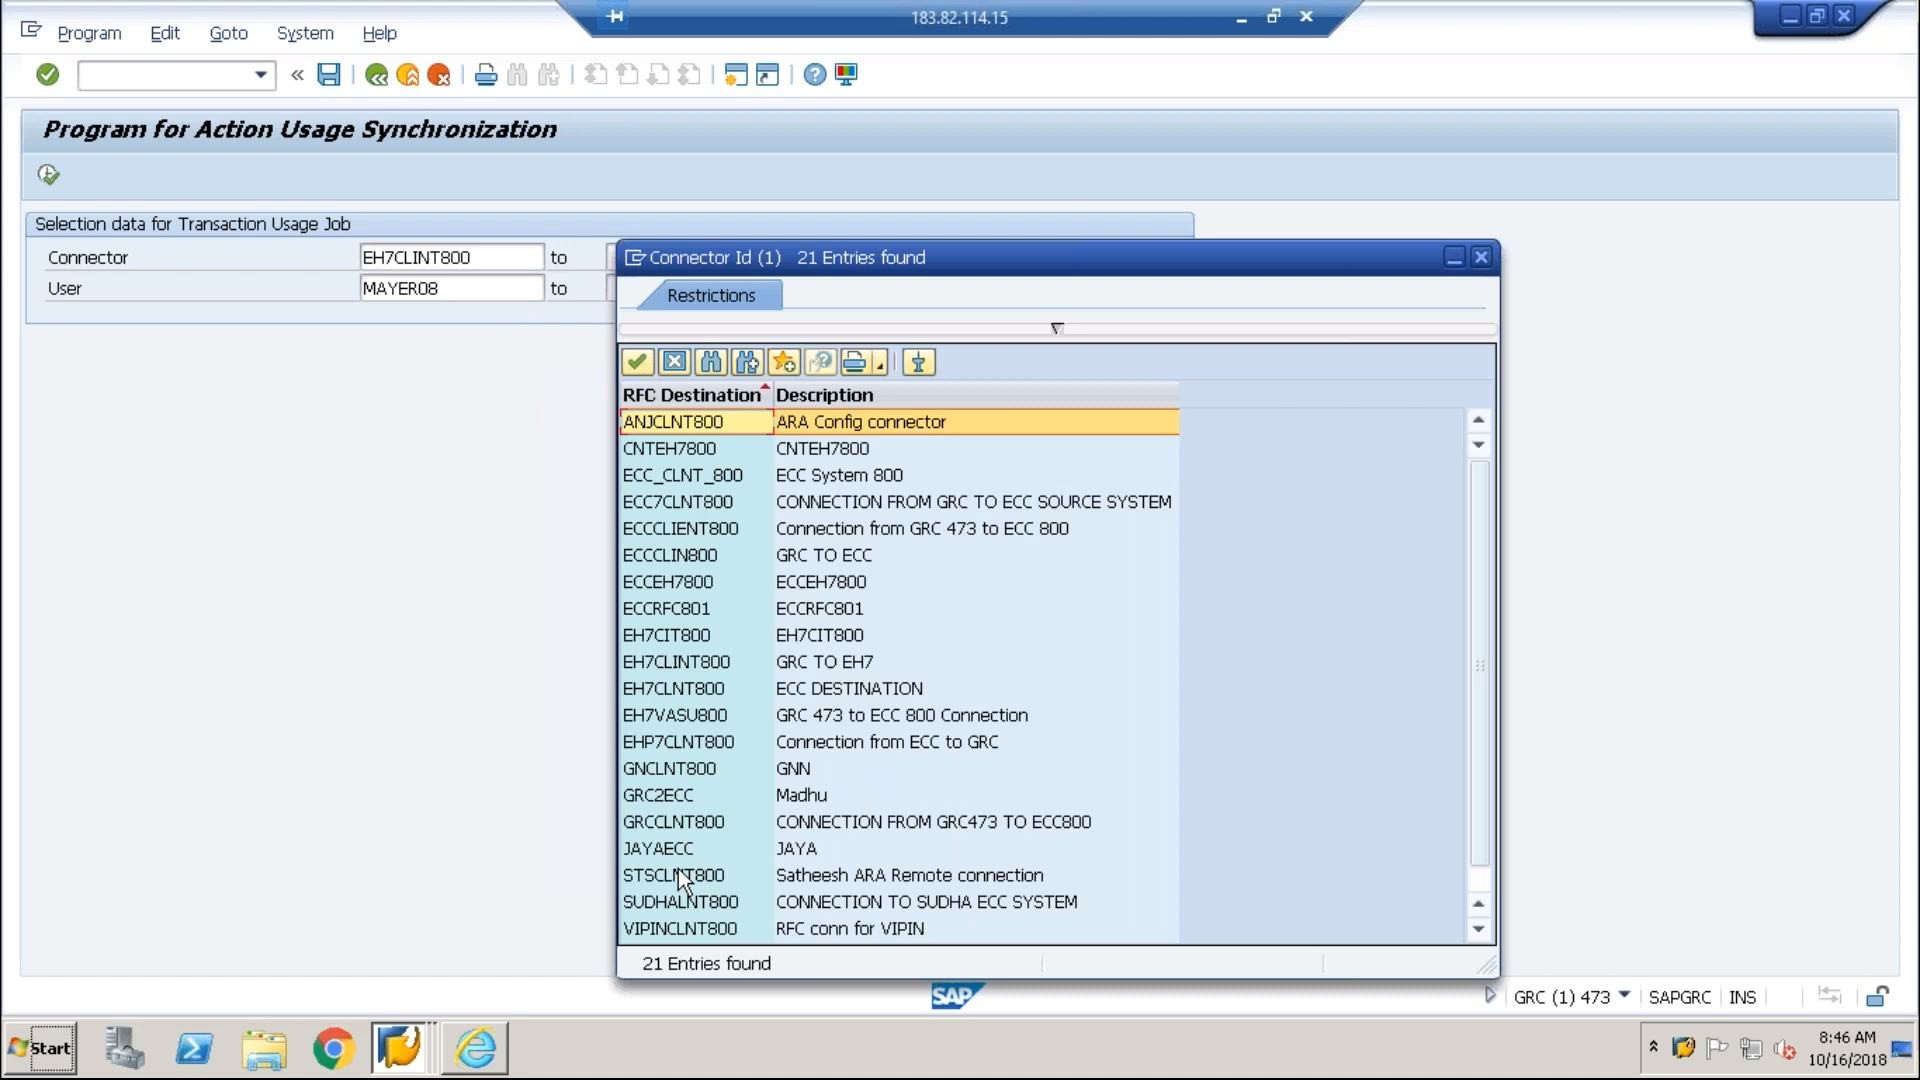 183.82.114.15
Program Edit Goto System Help
Program for Action Usage Synchronization
Selection data for Transaction Usage Job
Connector EH7CLINT800 to
User MAYER08 to
Connector Id (1) 21 Entries found
Restrictions
RFC Destination Description
ANJCLNT800 ARA Config connector
CNTEH7800 CNTEH7800
ECC_CLNT_800 ECC System 800
ECC7CLNT800 CONNECTION FROM GRC TO ECC SOURCE SYSTEM
ECCCLIENT800 Connection from GRC 473 to ECC 800
ECCCLIN800 GRC TO ECC
ECCEH7800 ECCEH7800
ECCRFC801 ECCRFC801
EH7CIT800 EH7CIT800
EH7CLINT800 GRC TO EH7
EH7CLNT800 ECC DESTINATION
EH7VASU800 GRC 473 to ECC 800 Connection
EHP7CLNT800 Connection from ECC to GRC
GNCLNT800 GNN
GRC2ECC Madhu
GRCCLNT800 CONNECTION FROM GRC473 TO ECC800
JAYAECC JAYA
STSCLNT800 Satheesh ARA Remote connection
SUDHALNT800 CONNECTION TO SUDHA ECC SYSTEM
VIPINCLNT800 RFC conn for VIPIN
21 Entries found
SAP
GRC (1) 473 SAPGRC INS
Start
8:46 AM
10/16/2018